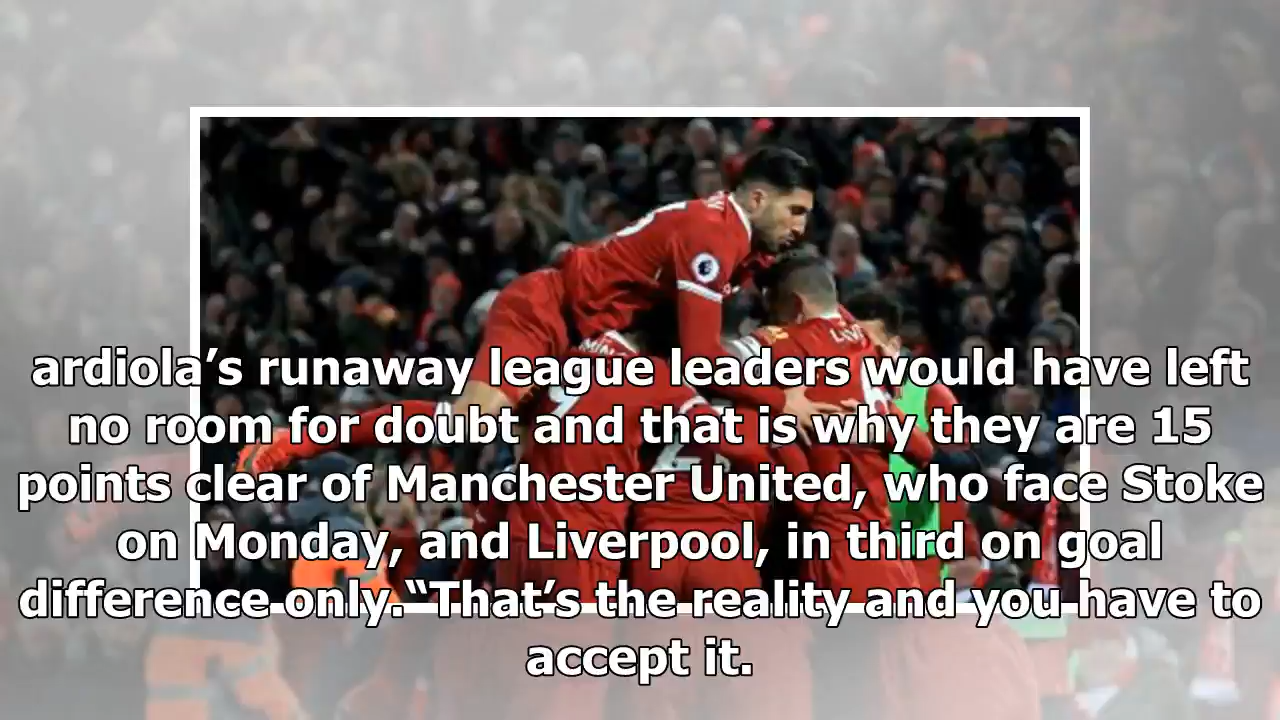 ardiola’s runaway league leaders would have left
no room for doubt and that is why they are 15
points clear of Manchester United, who face Stoke
on Monday, and Liverpool, in third on goal
difference only.“That’s the reality and you have to
accept it.